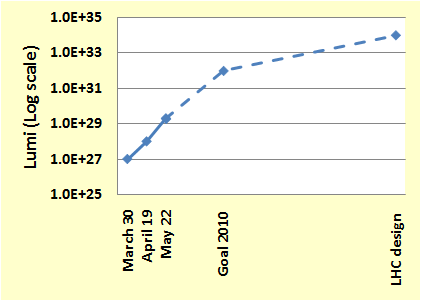 Lumi (Log scale)
1.0E+35
1.0E+33
1.0E+31
1.0E+29
1.0E+27
1.0E+25
March 30
April 19
May 22
Goal 2010
LHC design